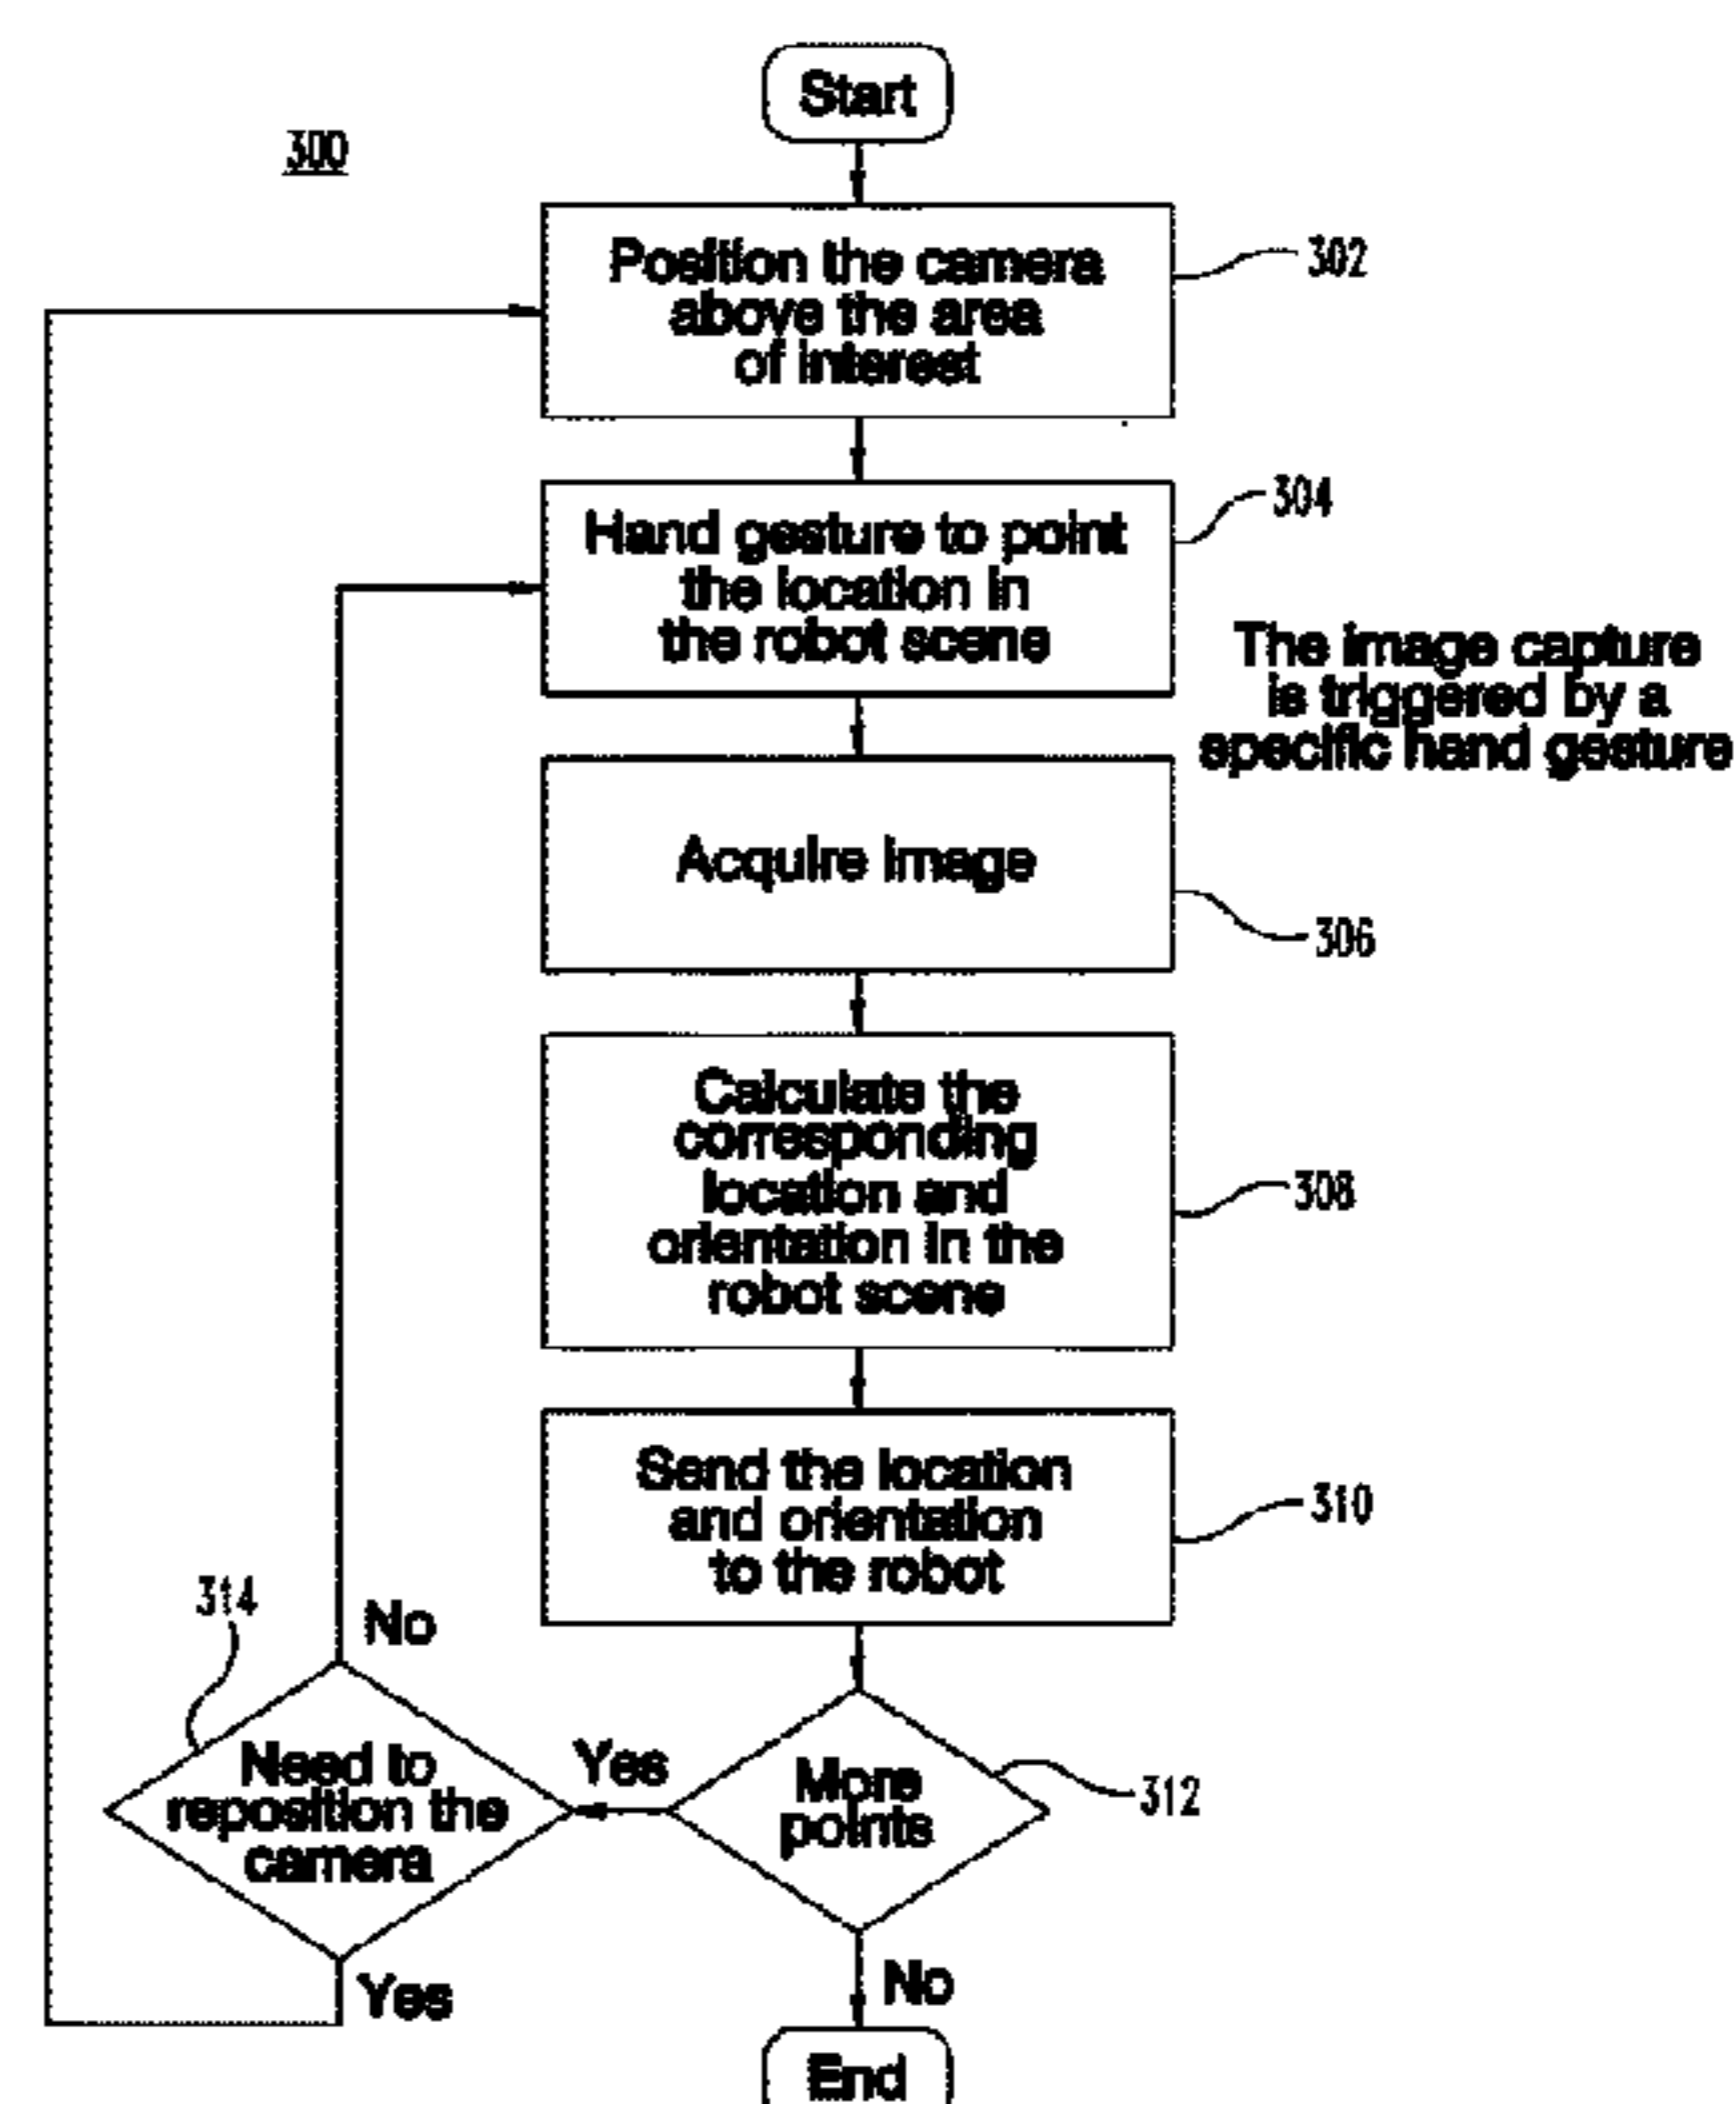 Start
300
Position the camera
above the area
of interest
302
Hand gesture to point
the location in
the robot scene
304
The image capture
is triggered by a
specific hand gesture
Acquire image
306
Calculate the
corresponding
location and
orientation in the
robot scene
308
Send the location
and orientation
to the robot
310
314
No
Need to
reposition the
camera
Yes
Yes
More
points
312
No
End